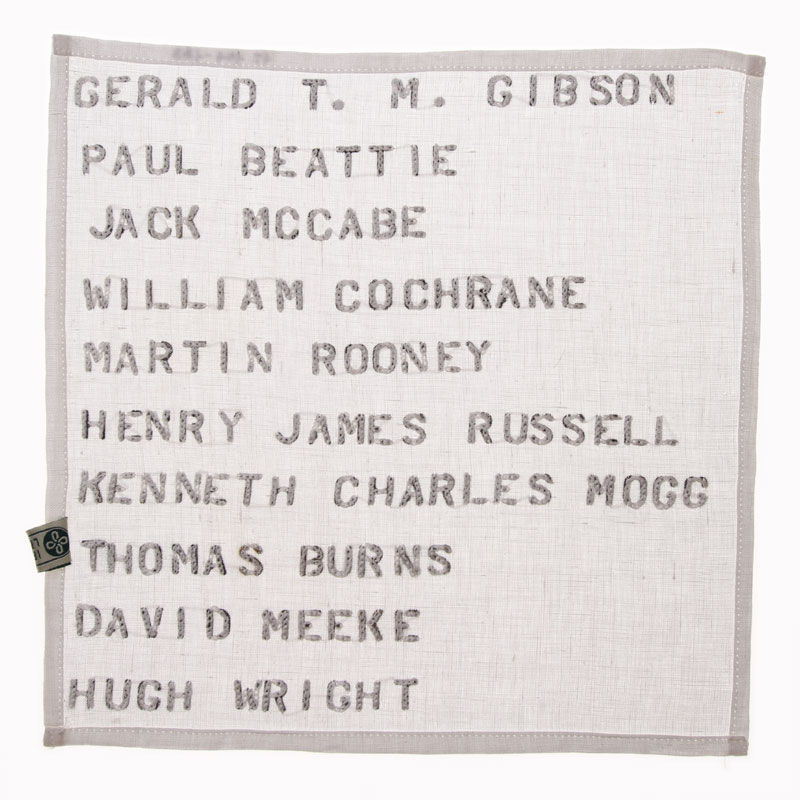 GERALD T. M. GIBSON
PAUL BEATTIE
JACK MCCABE
WILLIAM COCHRANE
MARTIN ROONEY
HENRY JAMES RUSSELL
KENNETH CHARLES MOGG
THOMAS BURNS
DAVID MEEKE
HUGH WRIGHT